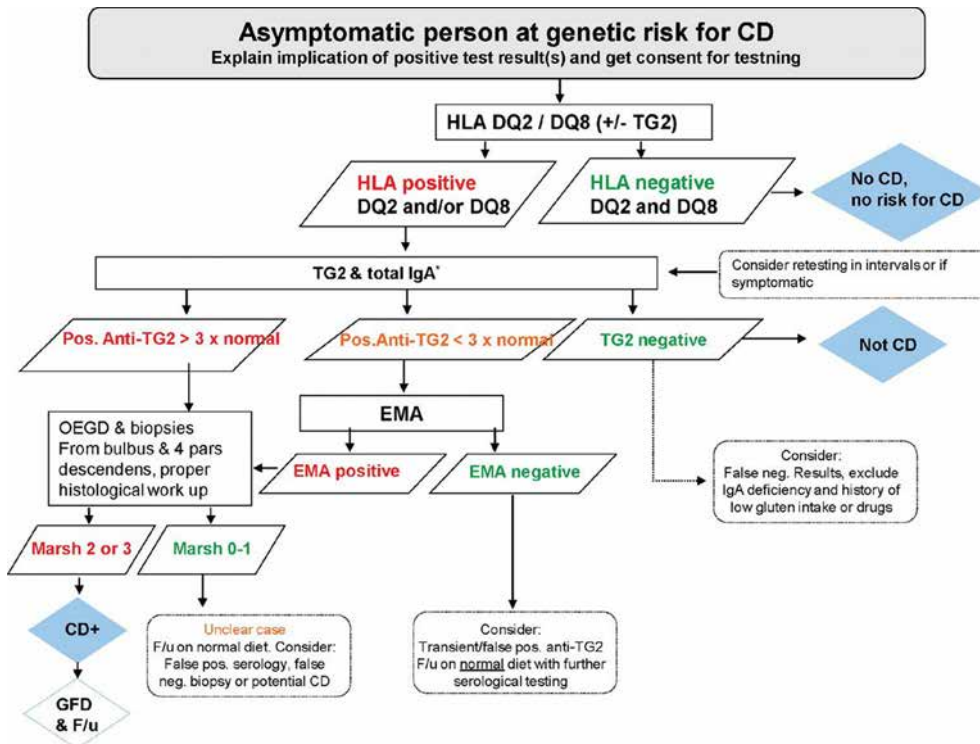 Asymptomatic person at genetic risk for CD
Explain implication of positive test result(s) and get consent for testning
HLA DQ2 / DQ8 (+/- TG2)
HLA positive
DQ2 and/or DQ8
HLA negative
DQ2 and DQ8
No CD,
no risk for CD
TG2 & total IgA*
Consider retesting in intervals or if
symptomatic
Pos. Anti-TG2 > 3 x normal
Pos.Anti-TG2 < 3 x normal
TG2 negative
Not CD
EMA
OEGD & biopsies
From bulbus & 4 pars
descendens, proper
histological work up
EMA positive
EMA negative
Consider:
False neg. Results, exclude
IgA deficiency and history of
low gluten intake or drugs
Marsh 2 or 3
Marsh 0-1
CD+
Unclear case
F/u on normal diet. Consider:
False pos. serology, false
neg. biopsy or potential CD
Consider:
Transient/false pos. anti-TG2
F/u on normal diet with further
serological testing
GFD
& F/u